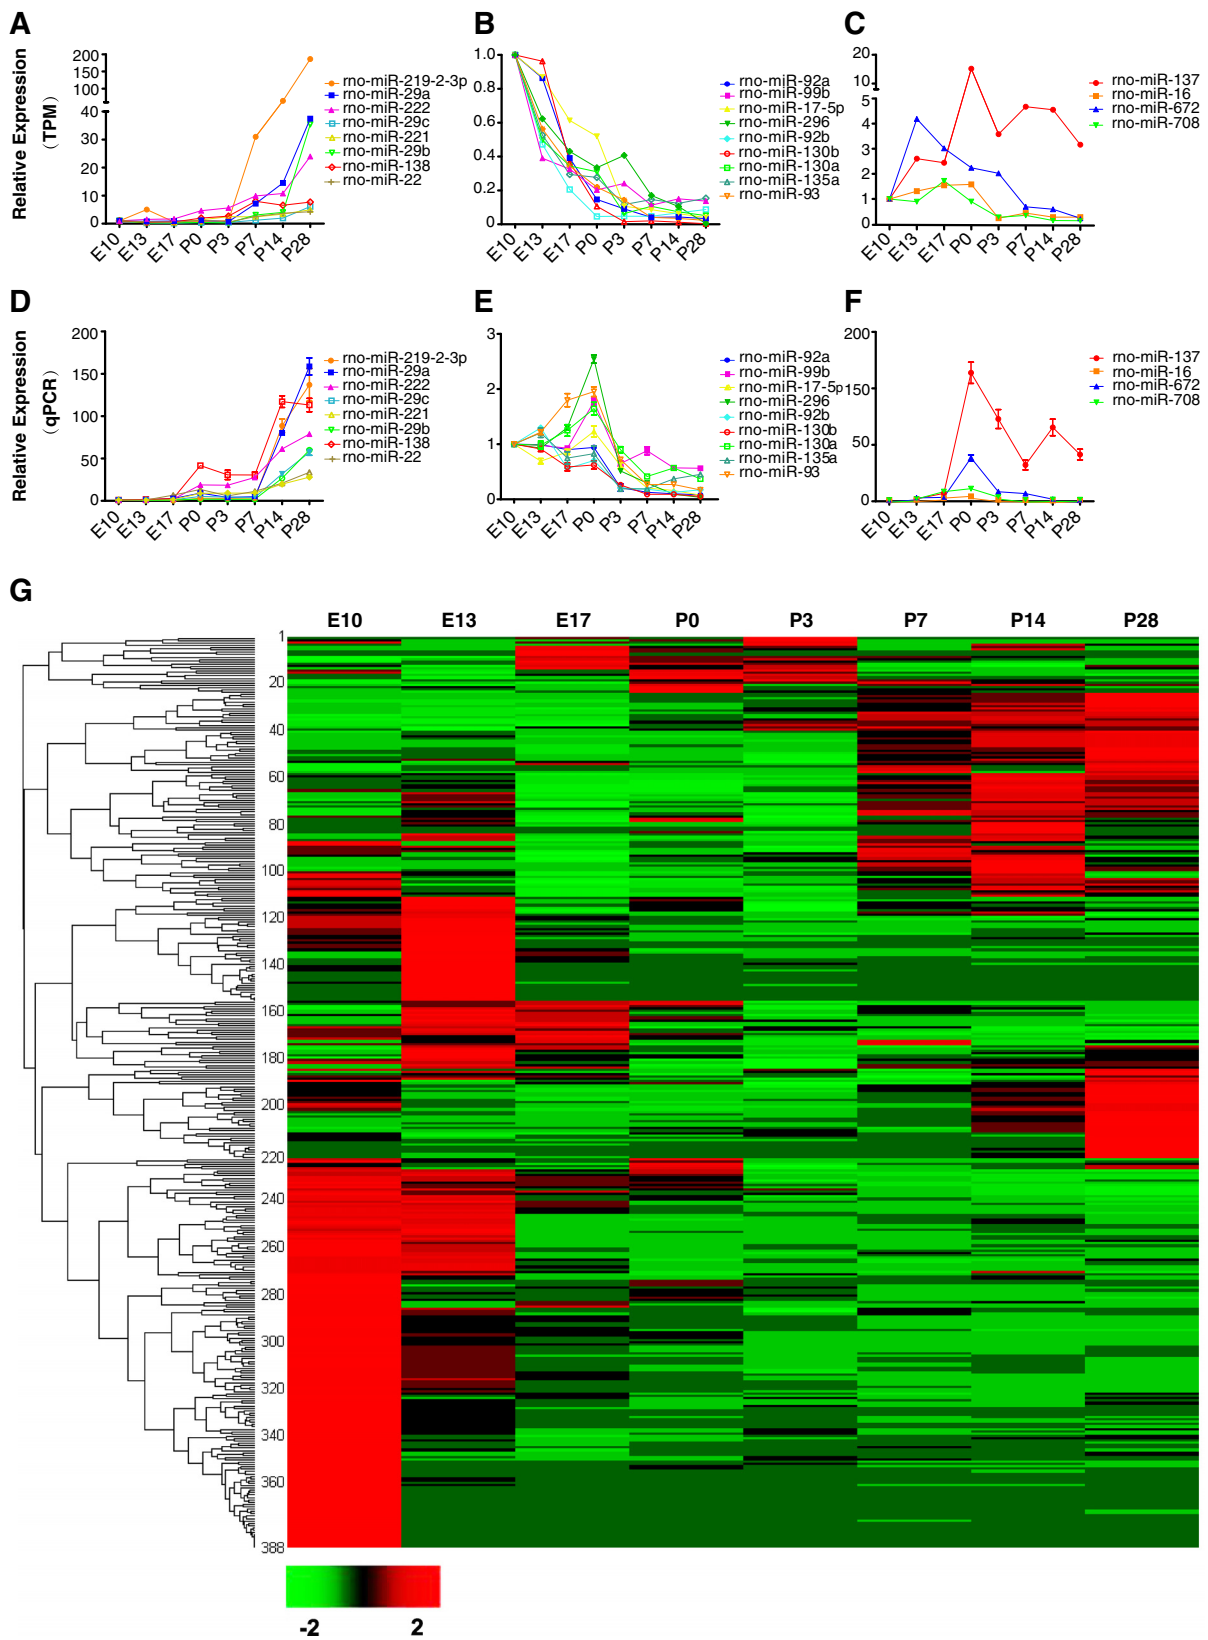 A
Relative Expression
(TPM)
200
150
100
40
30
20
10
0
E10
E13
E17
P0
P3
P7
P14
P28
rno-miR-219-2-3p
rno-miR-29a
rno-miR-222
rno-miR-29c
rno-miR-221
rno-miR-29b
rno-miR-138
rno-miR-22
B
1.0
0.8
0.6
0.4
0.2
0
E10
E13
E17
P0
P3
P7
P14
P28
rno-miR-92a
rno-miR-99b
rno-miR-17-5p
rno-miR-296
rno-miR-92b
rno-miR-130b
rno-miR-130a
rno-miR-135a
rno-miR-93
C
20
15
10
5
4
3
2
1
0
E10
E13
E17
P0
P3
P7
P14
P28
rno-miR-137
rno-miR-16
rno-miR-672
rno-miR-708
D
Relative Expression
(qPCR)
200
150
100
50
0
E10
E13
E17
P0
P3
P7
P14
P28
rno-miR-219-2-3p
rno-miR-29a
rno-miR-222
rno-miR-29c
rno-miR-221
rno-miR-29b
rno-miR-138
rno-miR-22
E
3
2
1
0
E10
E13
E17
P0
P3
P7
P14
P28
rno-miR-92a
rno-miR-99b
rno-miR-17-5p
rno-miR-296
rno-miR-92b
rno-miR-130b
rno-miR-130a
rno-miR-135a
rno-miR-93
F
200
150
50
0
E10
E13
E17
P0
P3
P7
P14
P28
rno-miR-137
rno-miR-16
rno-miR-672
rno-miR-708
G
E10 E13 E17 P0 P3 P7 P14 P28
1
20
40
60
80
100
120
140
160
180
200
220
240
260
280
300
320
340
360
388
-2 2